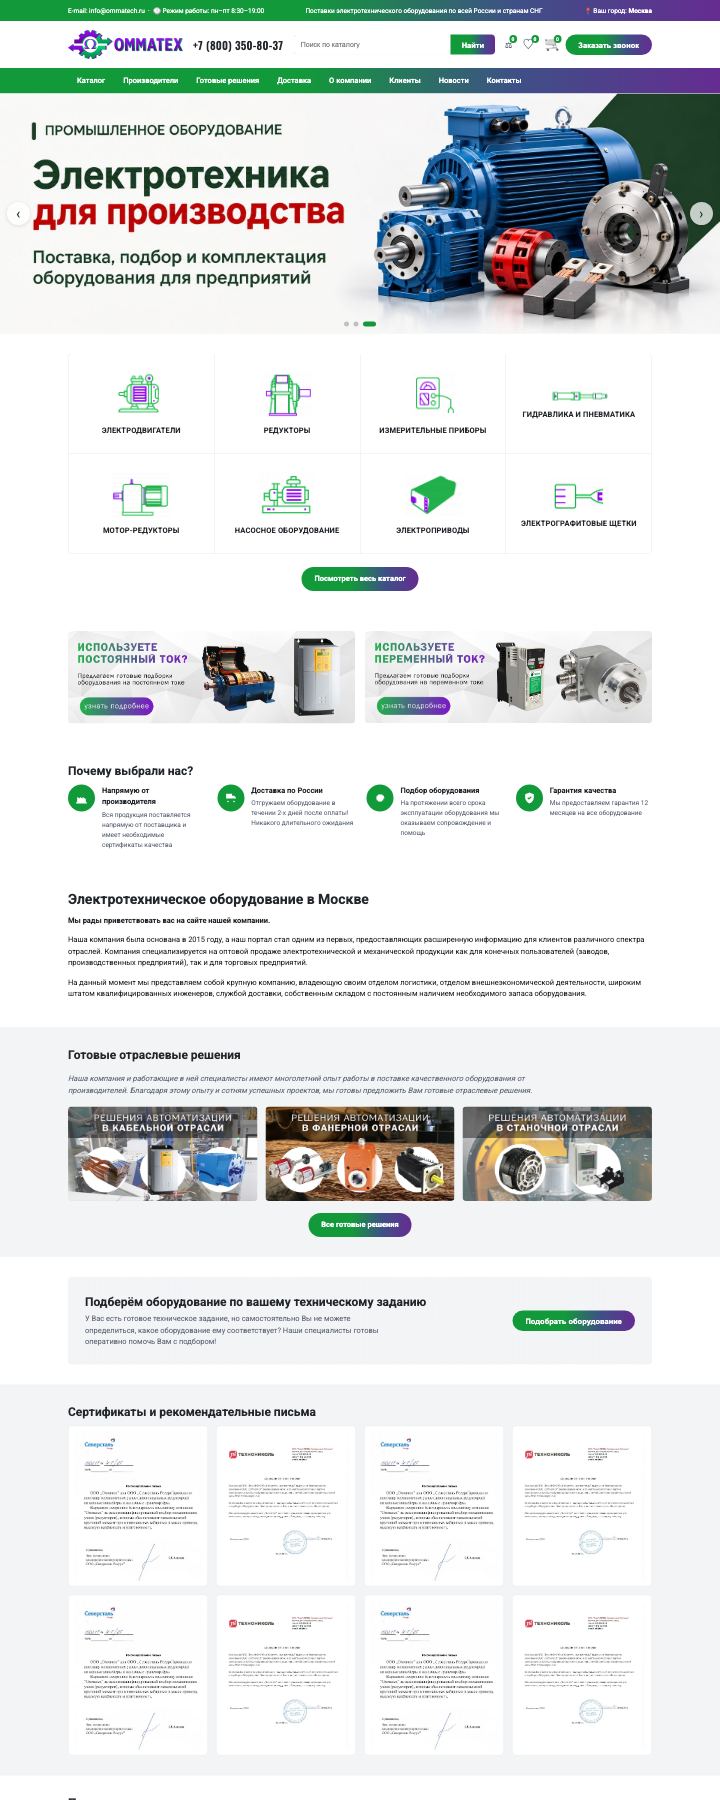 E-mail: info@ommatech.ru · Режим работы: пн–пт 8:30–19:00
Поставки электротехнического оборудования по всей России и странам СНГ
Ваш город: Москва
OMMATEX
+7 (800) 350-80-37
Поиск по каталогу
Найти
0
0
0
Заказать звонок
Каталог Производители Готовые решения Доставка О компании Клиенты Новости Контакты
ПРОМЫШЛЕННОЕ ОБОРУДОВАНИЕ
Электротехника
для производства
Поставка, подбор и комплектация
оборудования для предприятий
ЭЛЕКТРОДВИГАТЕЛИ
РЕДУКТОРЫ
ИЗМЕРИТЕЛЬНЫЕ ПРИБОРЫ
ГИДРАВЛИКА И ПНЕВМАТИКА
МОТОР-РЕДУКТОРЫ
НАСОСНОЕ ОБОРУДОВАНИЕ
ЭЛЕКТРОПРИВОДЫ
ЭЛЕКТРОГРАФИТОВЫЕ ЩЕТКИ
Посмотреть весь каталог
ИСПОЛЬЗУЕТЕ
ПОСТОЯННЫЙ ТОК?
Предлагаем готовые подборки
оборудования на постоянном токе
узнать подробнее
ИСПОЛЬЗУЕТЕ
ПЕРЕМЕННЫЙ ТОК?
Предлагаем готовые подборки
оборудования на переменном токе
узнать подробнее
Почему выбрали нас?
Напрямую от
производителя
Вся продукция поставляется
напрямую от поставщика и
имеет необходимые
сертификаты качества
Доставка по России
Отгружаем оборудование в
течении 2-х дней после оплаты!
Никакого длительного ожидания
Подбор оборудования
На протяжении всего срока
эксплуатации оборудования мы
оказываем сопровождение и
помощь
Гарантия качества
Мы предоставляем гарантия 12
месяцев на все оборудование
Электротехническое оборудование в Москве
Мы рады приветствовать вас на сайте нашей компании.
Наша компания была основана в 2015 году, а наш портал стал одним из первых, предоставляющих расширенную информацию для клиентов различного спектра
отраслей. Компания специализируется на оптовой продаже электротехнической и механической продукции как для конечных пользователей (заводов,
производственных предприятий), так и для торговых предприятий.
На данный момент мы представляем собой крупную компанию, владеющую своим отделом логистики, отделом внешнеэкономической деятельности, широким
штатом квалифицированных инженеров, службой доставки, собственным складом с постоянным наличием необходимого запаса оборудования.
Готовые отраслевые решения
Наша компания и работающие в ней специалисты имеют многолетний опыт работы в поставке качественного оборудования от
производителей. Благодаря этому опыту и сотням успешных проектов, мы готовы предложить Вам готовые отраслевые решения.
РЕШЕНИЯ АВТОМАТИЗАЦИИ
В КАБЕЛЬНОЙ ОТРАСЛИ
РЕШЕНИЯ АВТОМАТИЗАЦИИ
В ФАНЕРНОЙ ОТРАСЛИ
РЕШЕНИЯ АВТОМАТИЗАЦИИ
В СТАНОЧНОЙ ОТРАСЛИ
Все готовые решения
Подберём оборудование по вашему техническому заданию
У Вас есть готовое техническое задание, но самостоятельно Вы не можете
определиться, какое оборудование ему соответствует? Наши специалисты готовы
оперативно помочь Вам с подбором!
Подобрать оборудование
Сертификаты и рекомендательные письма
Северсталь
ТЕХНОНИКОЛЬ
Северсталь
ТЕХНОНИКОЛЬ
Северсталь
ТЕХНОНИКОЛЬ
Северсталь
ТЕХНОНИКОЛЬ